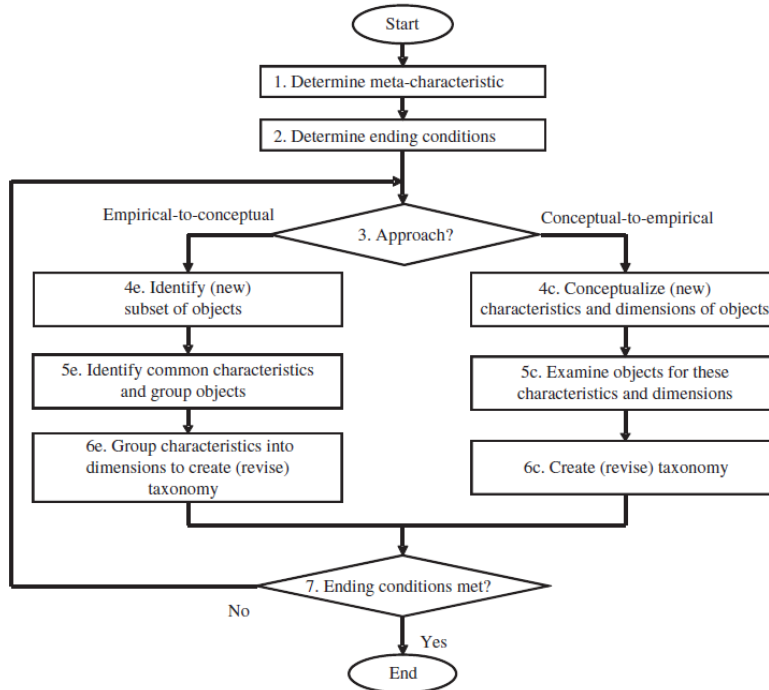 Start
1. Determine meta-characteristic
2. Determine ending conditions
Empirical-to-conceptual
Conceptual-to-empirical
3. Approach?
4e. Identify (new)
subset of objects
4c. Conceptualize (new)
characteristics and dimensions of objects
5e. Identify common characteristics
and group objects
5c. Examine objects for these
characteristics and dimensions
6e. Group characteristics into
dimensions to create (revise)
taxonomy
6c. Create (revise) taxonomy
7. Ending conditions met?
No
Yes
End